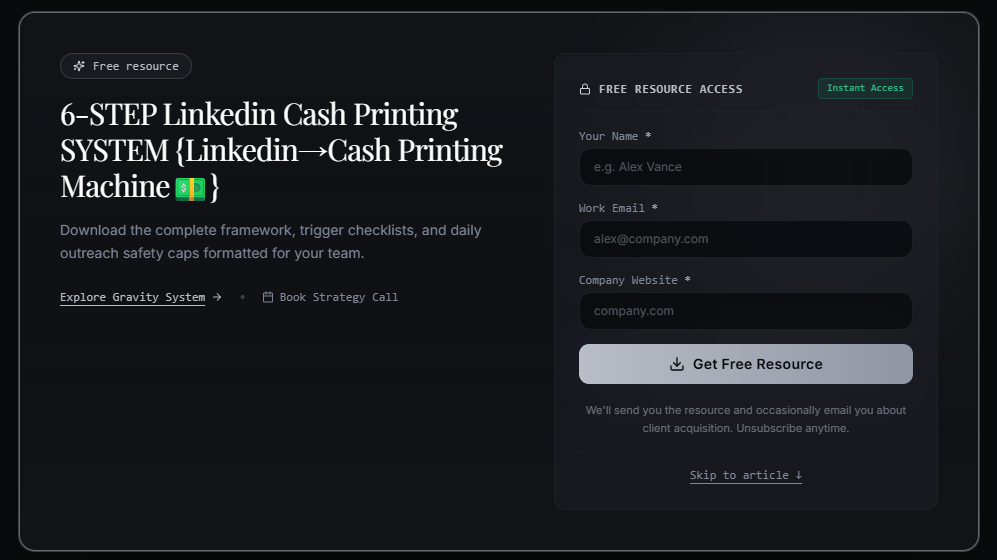 Free resource
6-STEP Linkedin Cash Printing
SYSTEM {Linkedin→Cash Printing
Machine 💵 }
Download the complete framework, trigger checklists, and daily
outreach safety caps formatted for your team.
Explore Gravity System → • Book Strategy Call
FREE RESOURCE ACCESS
Instant Access
Your Name *
e.g. Alex Vance
Work Email *
alex@company.com
Company Website *
company.com
Get Free Resource
We'll send you the resource and occasionally email you about
client acquisition. Unsubscribe anytime.
Skip to article ↓